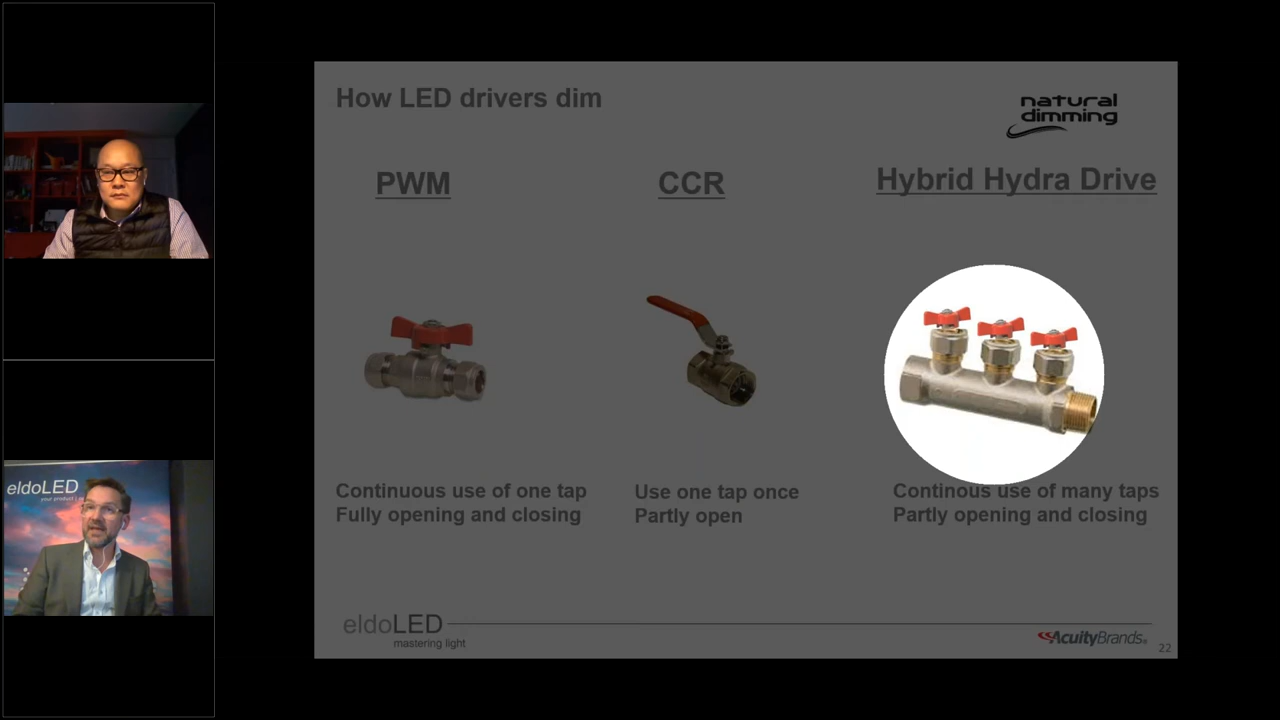 How LED drivers dim
natural
dimming
PWM
CCR
Hybrid Hydra Drive
Continuous use of one tap
Fully opening and closing
Use one tap once
Partly open
Continous use of many taps
Partly opening and closing
eldoLED
mastering light
AcuityBrands®
22
eldoLED
your product